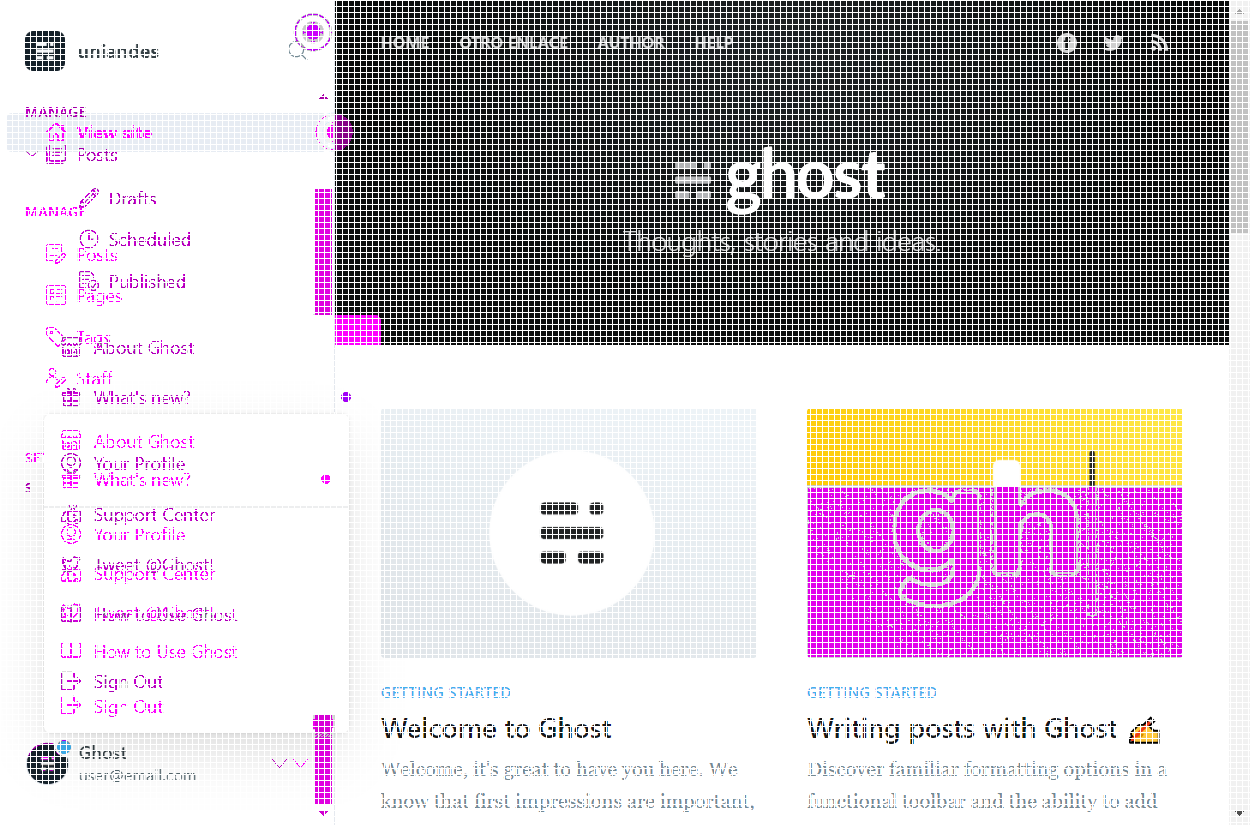 uniandes
MANAGE
View site
Posts
Drafts
MANAGE
Scheduled
Posts
Published
Pages
Tags
About Ghost
Staff
What's new?
About Ghost
Your Profile
What's new?
Support Center
Your Profile
Tweet @Ghost!
Support Center
How to Use Ghost
How to Use Ghost
Sign Out
Sign Out
Ghost
user@email.com
HOME OTRO ENLACE AUTHOR HELP
ghost
Thoughts, stories and ideas.
gh
GETTING STARTED
Welcome to Ghost
Welcome, it's great to have you here. We
know that first impressions are important,
GETTING STARTED
Writing posts with Ghost ✍️
Discover familiar formatting options in a
functional toolbar and the ability to add